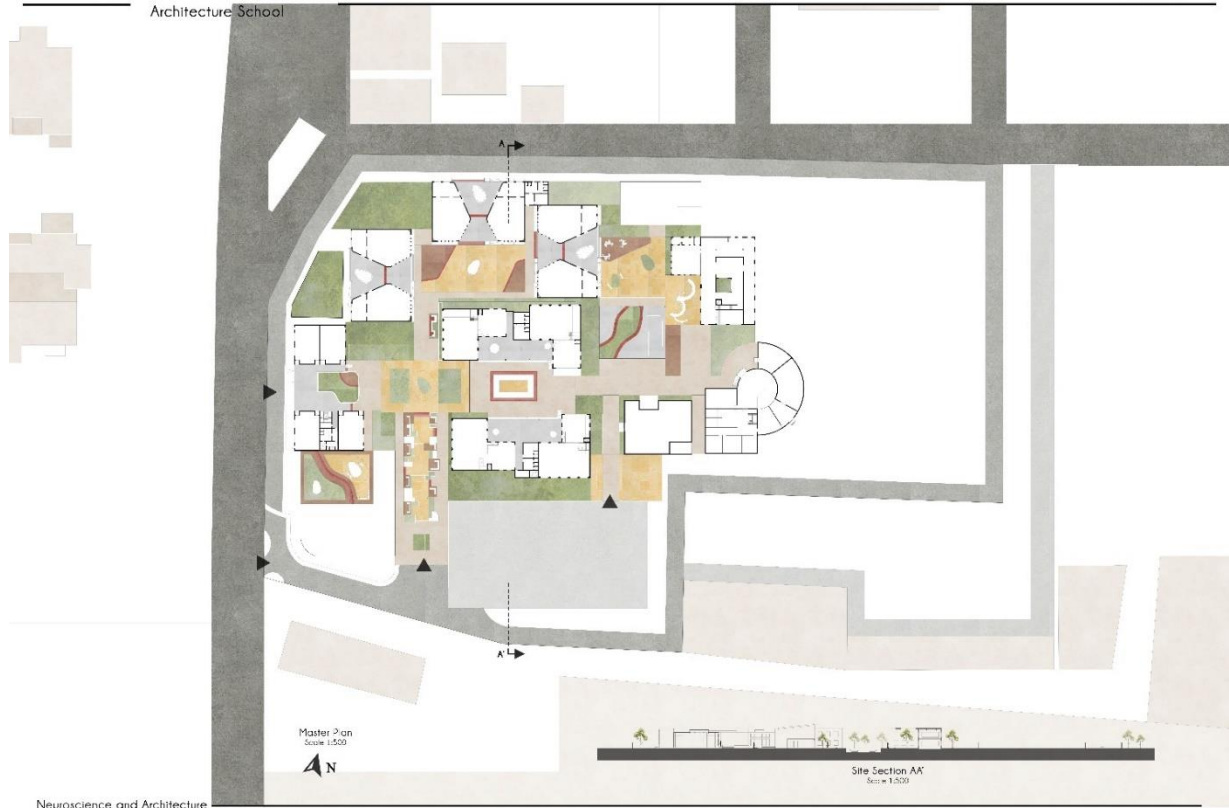 Architecture School
A
A'
Master Plan
Scale 1:500
N
Site Section AA'
Scale 1:500
Neuroscience and Architecture